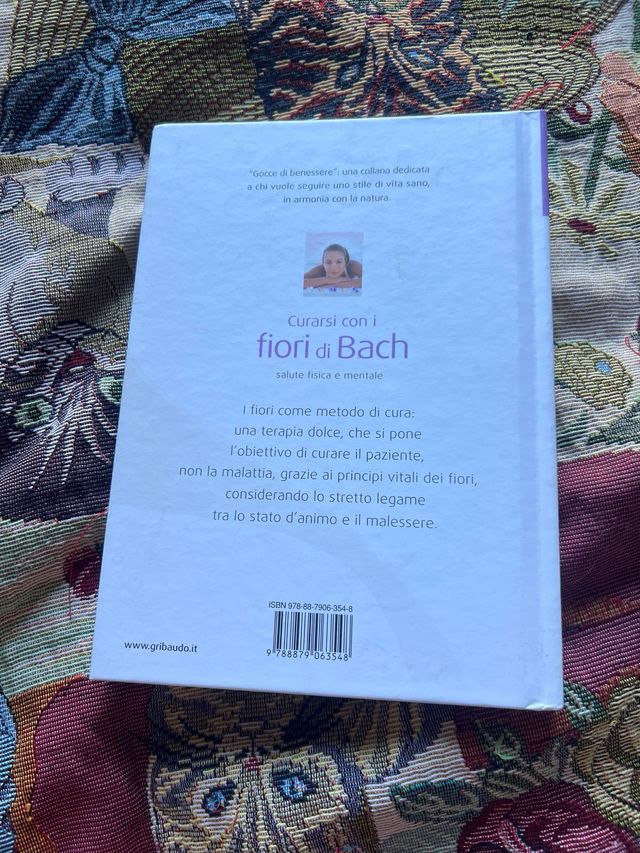 "Gocce di benessere": una collana dedicata
a chi vuole seguire uno stile di vita sano,
in armonia con la natura.
Curarsi con i
fiori di Bach
salute fisica e mentale
I fiori come metodo di cura:
una terapia dolce, che si pone
l'obiettivo di curare il paziente,
non la malattia, grazie ai principi vitali dei fiori,
considerando lo stretto legame
tra lo stato d'animo e il malessere.
ISBN 978-88-7906-354-8
www.gribaudo.it
9 788879 063548